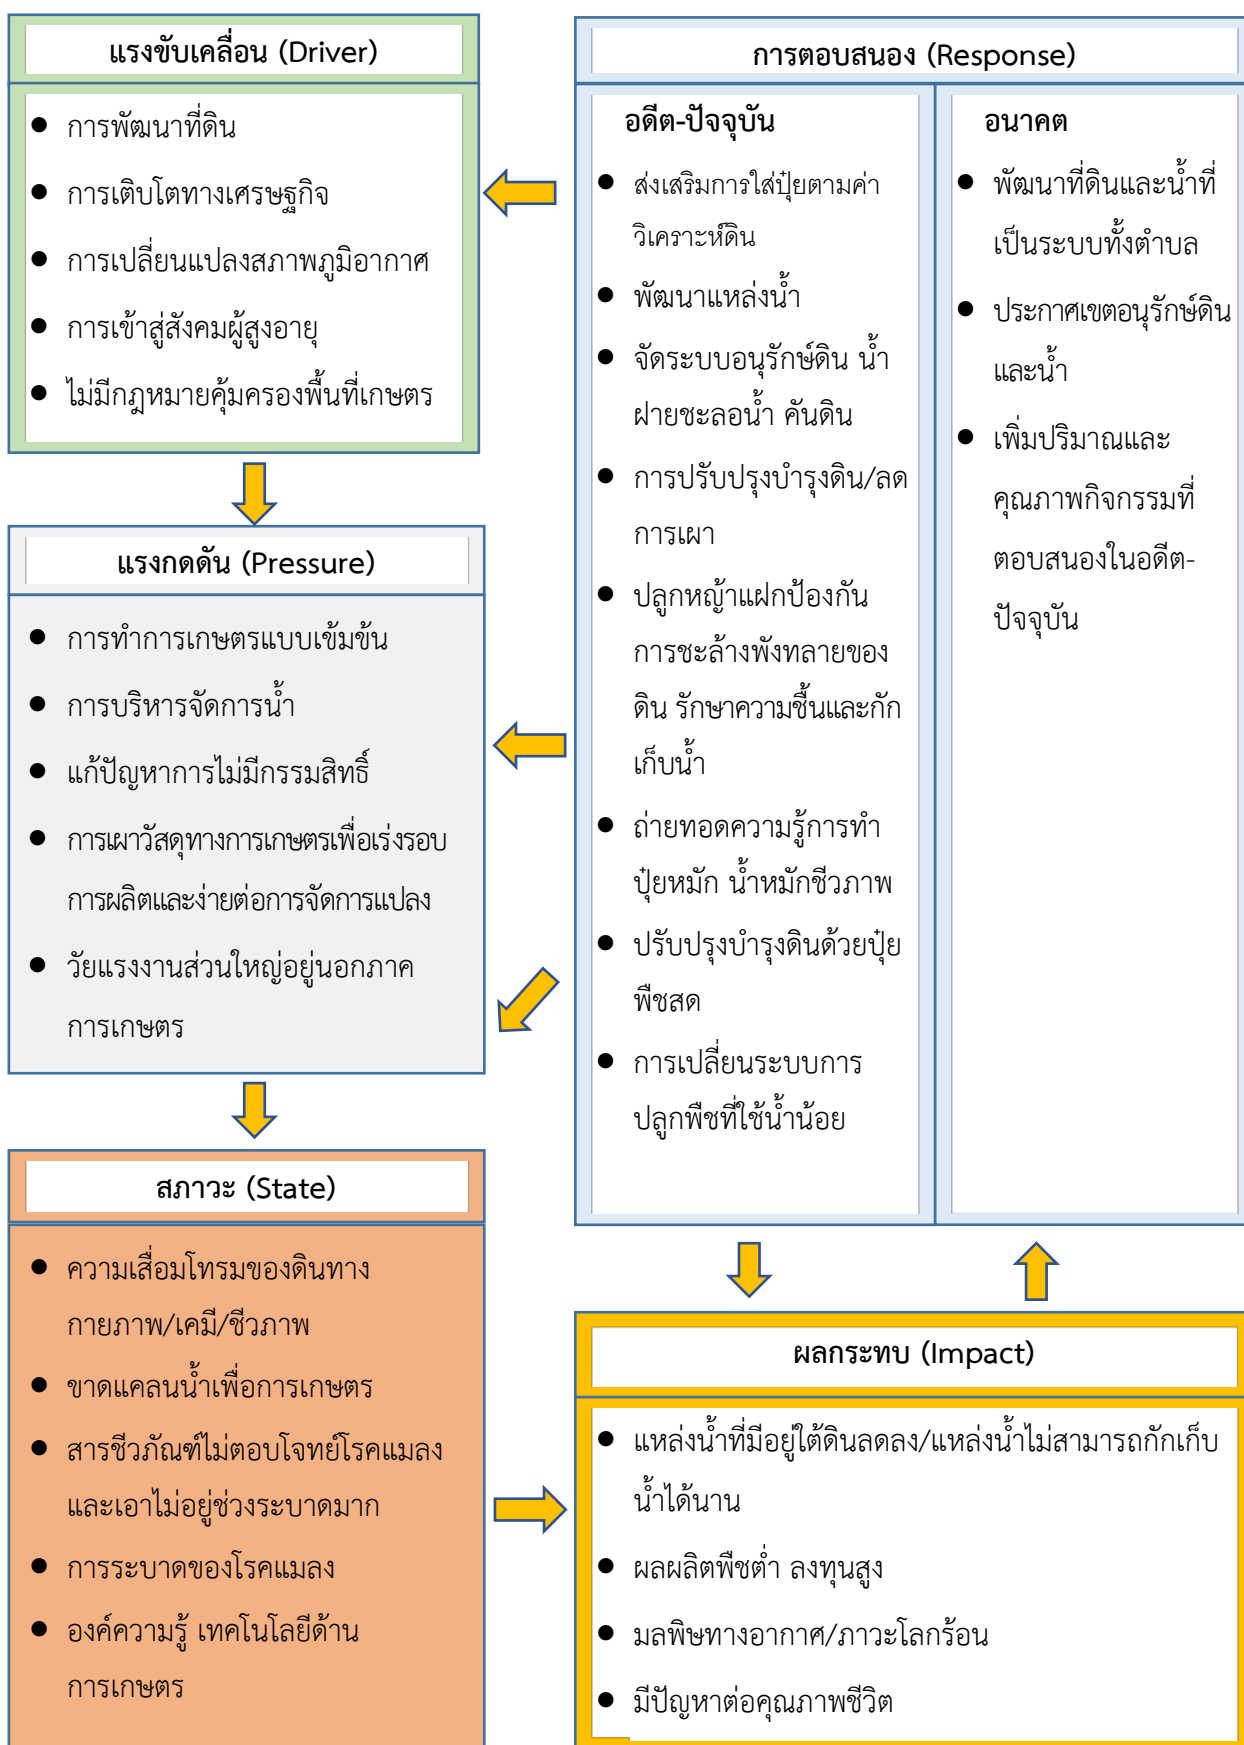 แรงขับเคลื่อน (Driver)
● การพัฒนาที่ดิน
● การเติบโตทางเศรษฐกิจ
● การเปลี่ยนแปลงสภาพภูมิอากาศ
● การเข้าสู่สังคมผู้สูงอายุ
● ไม่มีกฎหมายคุ้มครองพื้นที่เกษตร
แรงกดดัน (Pressure)
● การทำการเกษตรแบบเข้มข้น
● การบริหารจัดการน้ำ
● แก้ปัญหาการไม่มีกรรมสิทธิ์
● การเผาวัสดุทางการเกษตรเพื่อเร่งรอบ
การผลิตและง่ายต่อการจัดการแปลง
● วัยแรงงานส่วนใหญ่อยู่นอกภาค
การเกษตร
สภาวะ (State)
● ความเสื่อมโทรมของดินทาง
กายภาพ/เคมี/ชีวภาพ
● ขาดแคลนน้ำเพื่อการเกษตร
● สารชีวภัณฑ์ไม่ตอบโจทย์โรคแมลง
และเอาไม่อยู่ช่วงระบาดมาก
● การระบาดของโรคแมลง
● องค์ความรู้ เทคโนโลยีด้าน
การเกษตร
การตอบสนอง (Response)
อดีต-ปัจจุบัน
● ส่งเสริมการใส่ปุ๋ยตามค่า
วิเคราะห์ดิน
● พัฒนาแหล่งน้ำ
● จัดระบบอนุรักษ์ดิน น้ำ
ฝายชะลอน้ำ คันดิน
● การปรับปรุงบำรุงดิน/ลด
การเผา
● ปลูกหญ้าแฝกป้องกัน
การชะล้างพังทลายของ
ดิน รักษาความชื้นและกัก
เก็บน้ำ
● ถ่ายทอดความรู้การทำ
ปุ๋ยหมัก น้ำหมักชีวภาพ
● ปรับปรุงบำรุงดินด้วยปุ๋ย
พืชสด
● การเปลี่ยนระบบการ
ปลูกพืชที่ใช้น้ำน้อย
อนาคต
● พัฒนาที่ดินและน้ำที่
เป็นระบบทั้งตำบล
● ประกาศเขตอนุรักษ์ดิน
และน้ำ
● เพิ่มปริมาณและ
คุณภาพกิจกรรมที่
ตอบสนองในอดีต-
ปัจจุบัน
ผลกระทบ (Impact)
● แหล่งน้ำที่มีอยู่ใต้ดินลดลง/แหล่งน้ำไม่สามารถกักเก็บ
น้ำได้นาน
● ผลผลิตพืชต่ำ ลงทุนสูง
● มลพิษทางอากาศ/ภาวะโลกร้อน
● มีปัญหาต่อคุณภาพชีวิต